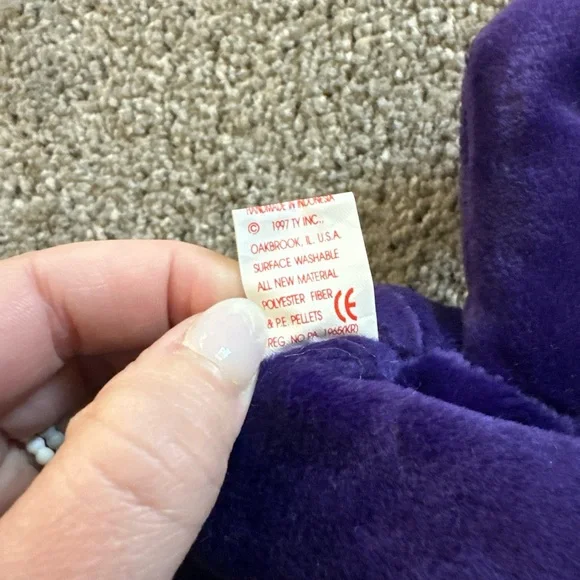 HANDMADE IN INDONESIA
© 1997 TY INC.,
OAKBROOK, IL. U.S.A.
SURFACE WASHABLE
ALL NEW MATERIAL
POLYESTER FIBER
& P.E. PELLETS CE
REG. NO PA. 1965(KR)